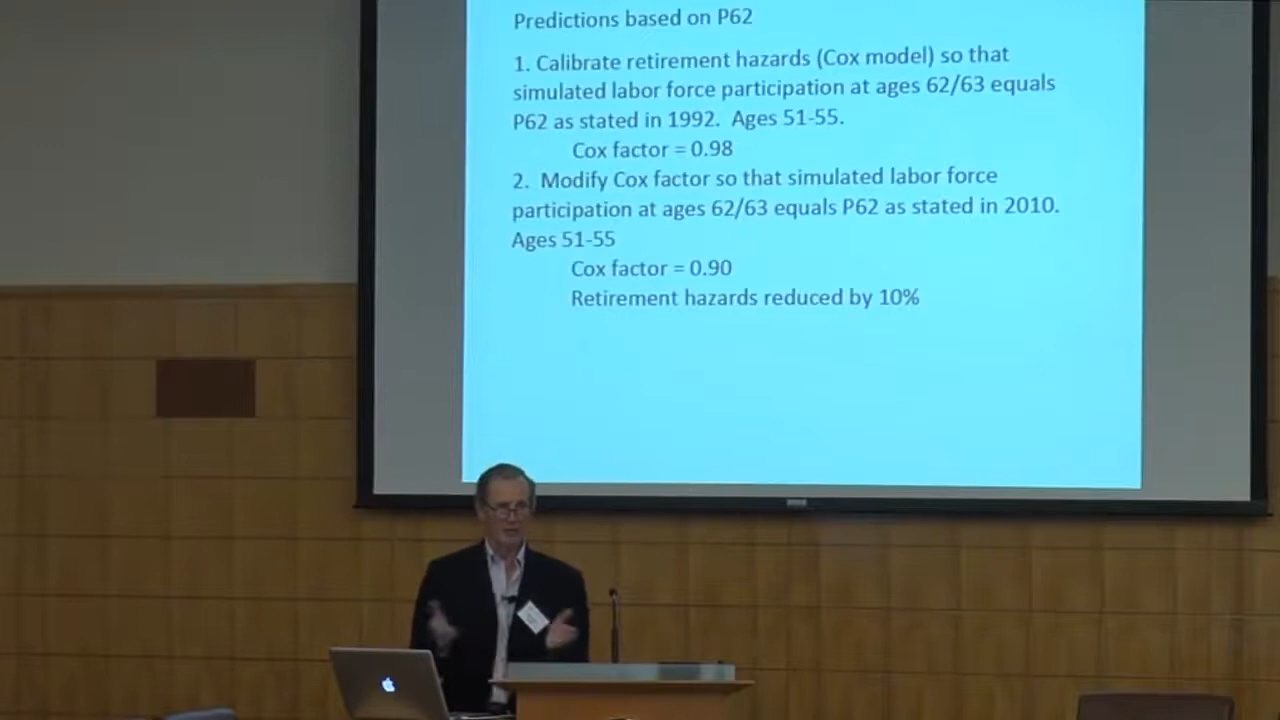 Predictions based on P62
1. Calibrate retirement hazards (Cox model) so that
simulated labor force participation at ages 62/63 equals
P62 as stated in 1992.  Ages 51-55.
Cox factor = 0.98
2.  Modify Cox factor so that simulated labor force
participation at ages 62/63 equals P62 as stated in 2010.
Ages 51-55
Cox factor = 0.90
Retirement hazards reduced by 10%